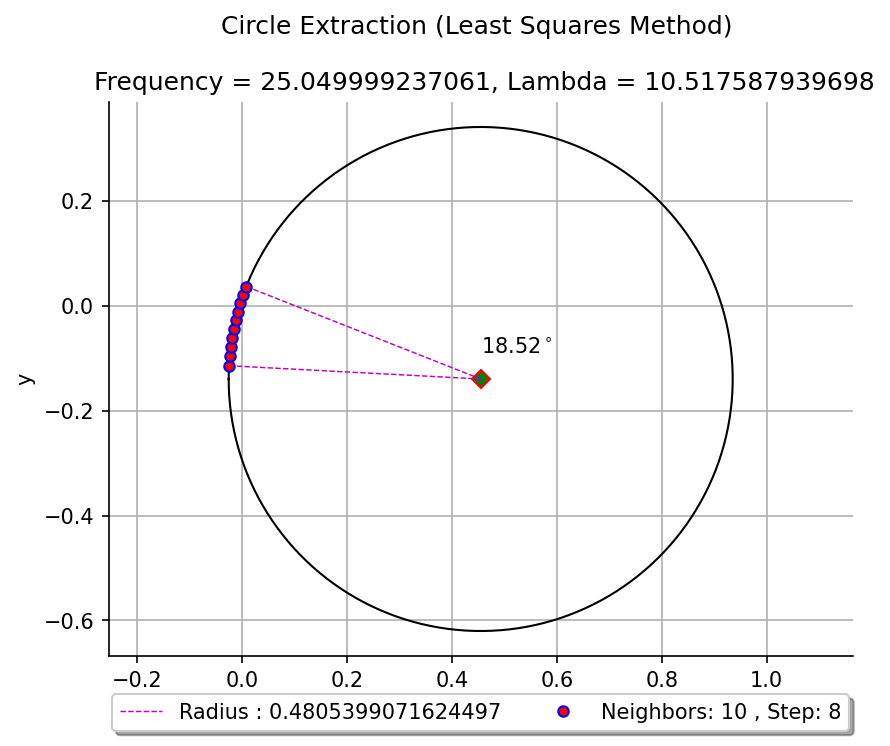 Circle Extraction (Least Squares Method)
Frequency = 25.049999237061, Lambda = 10.517587939698
0.2
0.0
−0.2
−0.4
−0.6
y
18.52°
−0.2 0.0 0.2 0.4 0.6 0.8 1.0
Radius : 0.4805399071624497 Neighbors: 10 , Step: 8